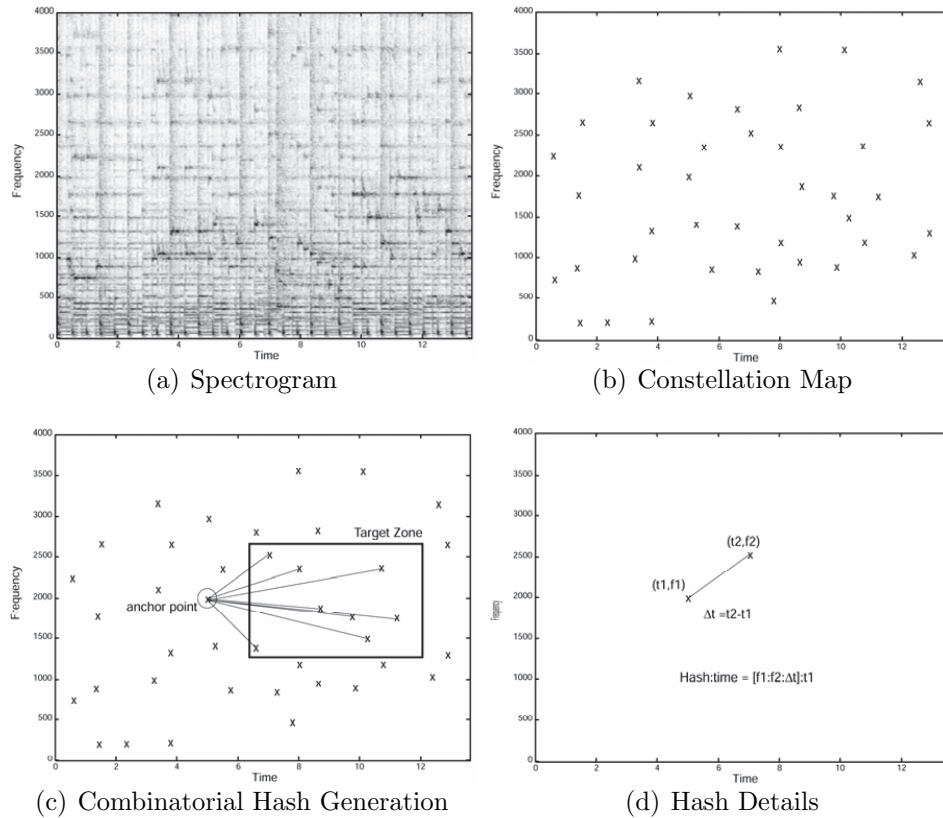 4000
3500
3000
2500
2000
1500
1000
500
0
Frequency
0 2 4 6 8 10 12
Time
(a) Spectrogram
4000
3500
3000
2500
2000
1500
1000
500
0
Frequency
0 2 4 6 8 10 12
Time
(b) Constellation Map
4000
3500
3000
2500
2000
1500
1000
500
0
Frequency
Target Zone
anchor point
0 2 4 6 8 10 12
Time
(c) Combinatorial Hash Generation
4000
3500
3000
2500
2000
1500
1000
500
0
Frequency
(t2,f2)
(t1,f1)
Δt =t2-t1
Hash:time = [f1:f2:Δt]:t1
0 2 4 6 8 10 12
Time
(d) Hash Details